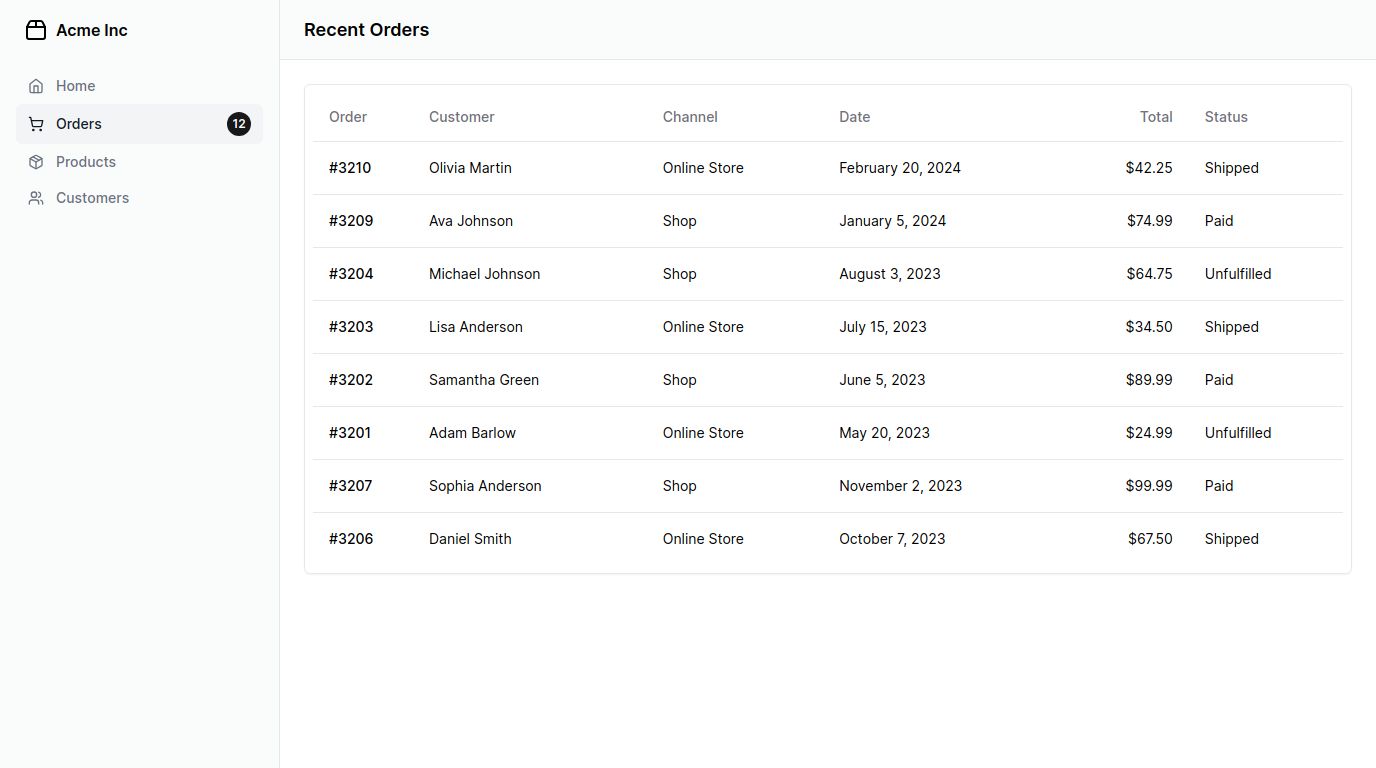 Acme Inc
Home
Orders 12
Products
Customers
Recent Orders
Order Customer Channel Date Total Status
#3210 Olivia Martin Online Store February 20, 2024 $42.25 Shipped
#3209 Ava Johnson Shop January 5, 2024 $74.99 Paid
#3204 Michael Johnson Shop August 3, 2023 $64.75 Unfulfilled
#3203 Lisa Anderson Online Store July 15, 2023 $34.50 Shipped
#3202 Samantha Green Shop June 5, 2023 $89.99 Paid
#3201 Adam Barlow Online Store May 20, 2023 $24.99 Unfulfilled
#3207 Sophia Anderson Shop November 2, 2023 $99.99 Paid
#3206 Daniel Smith Online Store October 7, 2023 $67.50 Shipped